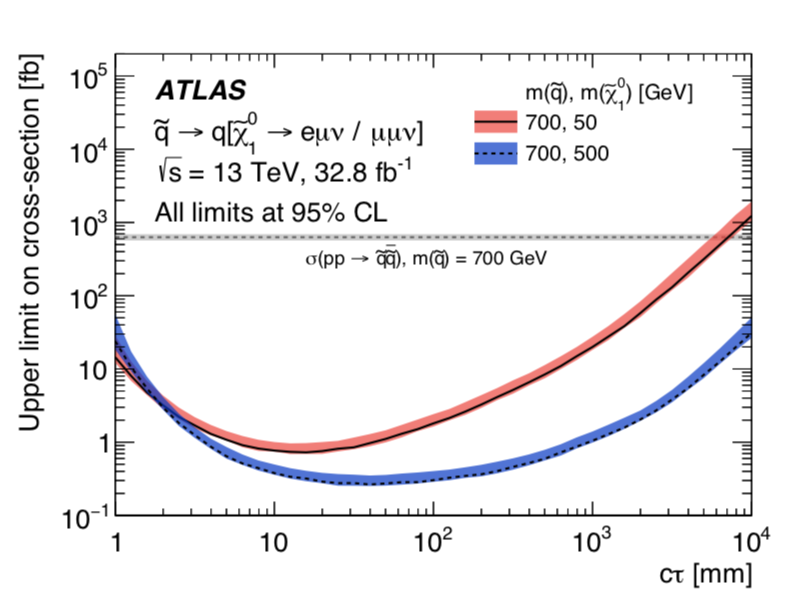 Upper limit on cross-section [fb]
10⁵
10⁴
10³
10²
10
1
10⁻¹
ATLAS
q̃ → q[χ̃₁⁰ → eμν / μμν]
√s = 13 TeV, 32.8 fb⁻¹
All limits at 95% CL
m(q̃), m(χ̃₁⁰) [GeV]
700, 50
700, 500
σ(pp → q̃q̃̅), m(q̃) = 700 GeV
1
10
10²
10³
10⁴
cτ [mm]